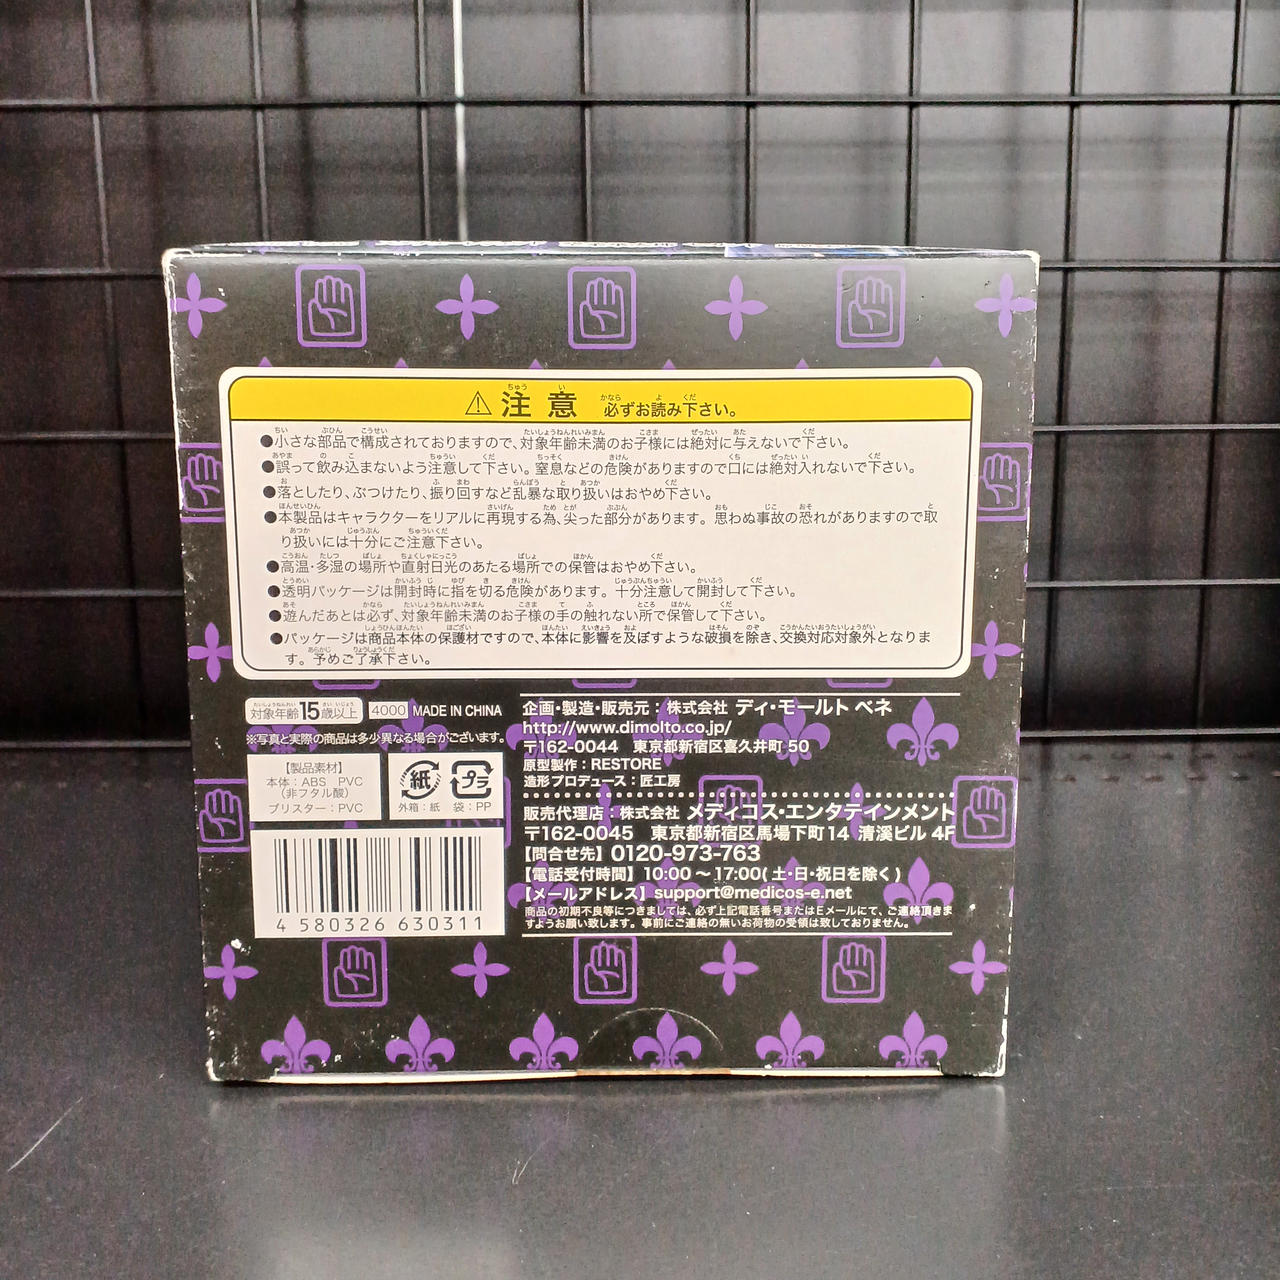 注意 必ずお読み下さい。
●小さな部品で構成されておりますので、対象年齢未満のお子様には絶対に与えないで下さい。
●誤って飲み込まないよう注意して下さい。窒息などの危険がありますので口には絶対入れないで下さい。
●落としたり、ぶつけたり、振り回すなど乱暴な取り扱いはおやめ下さい。
●本製品はキャラクターをリアルに再現する為、尖った部分があります。思わぬ事故の恐れがありますので取
り扱いには十分にご注意下さい。
●高温・多湿の場所や直射日光のあたる場所での保管はおやめ下さい。
●透明パッケージは開封時に指を切る危険があります。十分注意して開封して下さい。
●遊んだあとは必ず、対象年齢未満のお子様の手の触れない所で保管して下さい。
●パッケージは商品本体の保護材ですので、本体に影響を及ぼすような破損を除き、交換対応対象外となりま
す。予めご了承下さい。
対象年齢15歳以上 4000 MADE IN CHINA
※写真と実際の商品は多少異なる場合がございます。
【製品素材】
本体：ABS PVC
（非フタル酸）
ブリスター：PVC
紙 プラ
外箱：紙 袋：PP
4 580326 630311
企画・製造・販売元：株式会社 ディ・モールト ベネ
http://www.dimolto.co.jp/
〒162-0044 東京都新宿区喜久井町 50
原型製作：RESTORE
造形プロデュース：匠工房
販売代理店：株式会社 メディコス・エンタテインメント
〒162-0045 東京都新宿区馬場下町14 清溪ビル 4F
【問合せ先】0120-973-763
【電話受付時間】10:00～17:00(土・日・祝日を除く)
【メールアドレス】support@medicos-e.net
商品の初期不良等につきましては、必ず上記電話番号またはEメールにて、ご連絡頂きま
すようお願い致します。事前にご連絡の無いお荷物の受領は致しておりません。